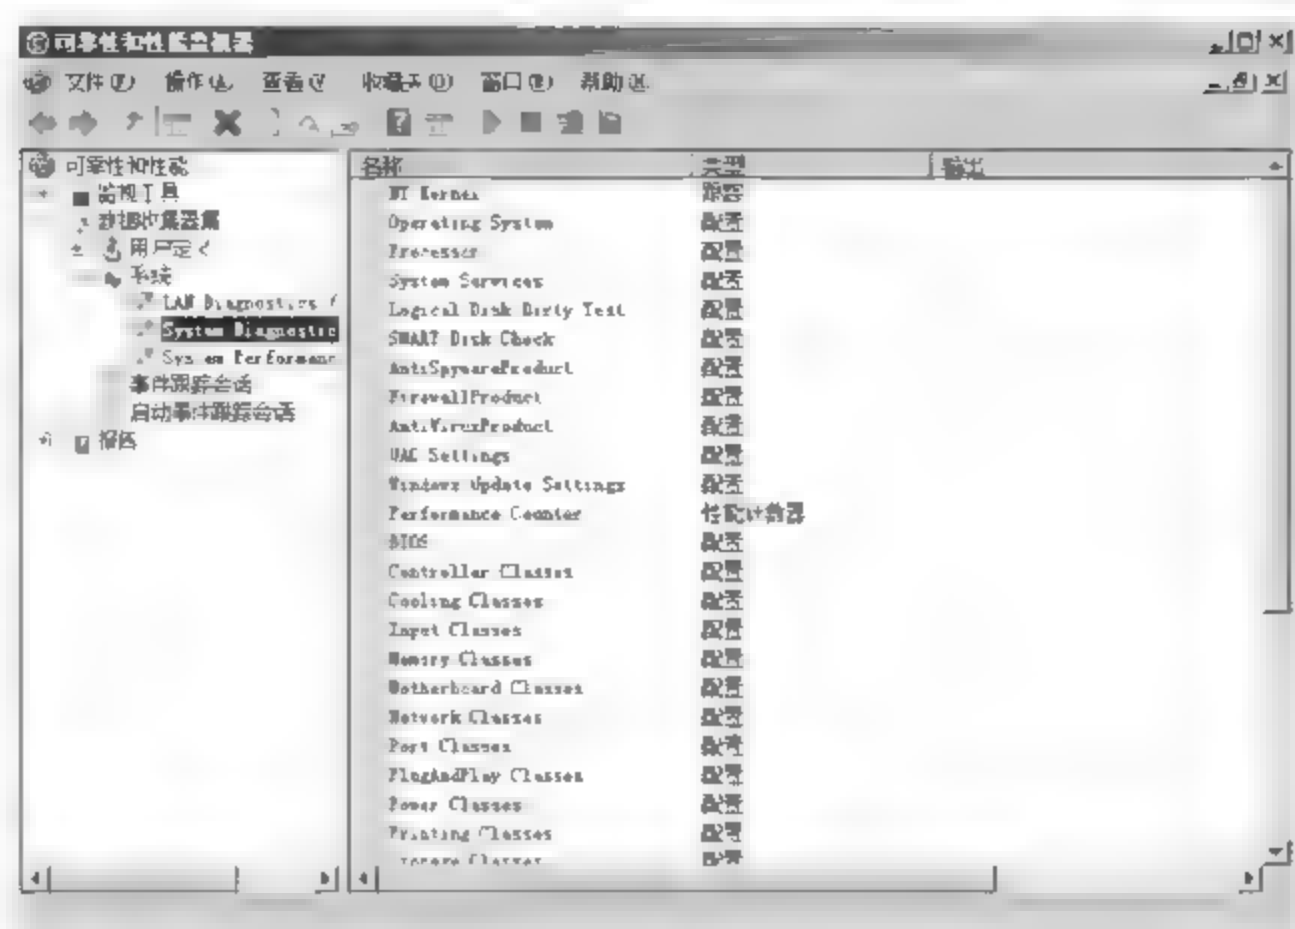 可靠性和性能监视器
文件(F) 操作(A) 查看(V) 收藏夹(O) 窗口(W) 帮助(H)
可靠性和性能
监视工具
数据收集器集
用户定义
系统
LAN Diagnostics (
System Diagnostic
System Performanc
事件跟踪会话
启动事件跟踪会话
报告
名称 类型 输出
NT Kernel 跟踪
Operating System 配置
Processor 配置
System Services 配置
Logical Disk Dirty Test 配置
SMART Disk Check 配置
AntiSpywareProduct 配置
FirewallProduct 配置
AntiVirusProduct 配置
UAC Settings 配置
Windows Update Settings 配置
Performance Counter 性能计数器
BIOS 配置
Controller Classes 配置
Cooling Classes 配置
Input Classes 配置
Memory Classes 配置
Motherboard Classes 配置
Network Classes 配置
Port Classes 配置
PlugAndPlay Classes 配置
Power Classes 配置
Printing Classes 配置
Storage Classes 配置